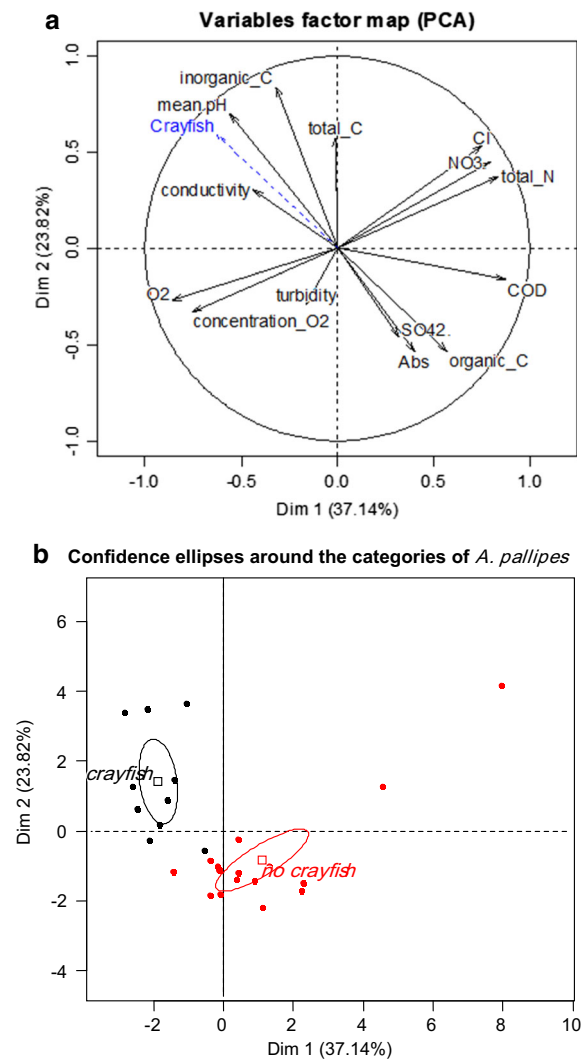 a
Variables factor map (PCA)
1.0
inorganic_C
mean.pH
Crayfish
total_C
Cl
0.5
NO3.
total_N
conductivity
Dim 2 (23.82%)
0.0
O2
turbidity
COD
concentration_O2
SO42.
-0.5
Abs
organic_C
-1.0
-1.0 -0.5 0.0 0.5 1.0
Dim 1 (37.14%)
b Confidence ellipses around the categories of A. pallipes
6
4
2
crayfish
Dim 2 (23.82%)
0
no crayfish
-2
-4
-2 0 2 4 6 8 10
Dim 1 (37.14%)